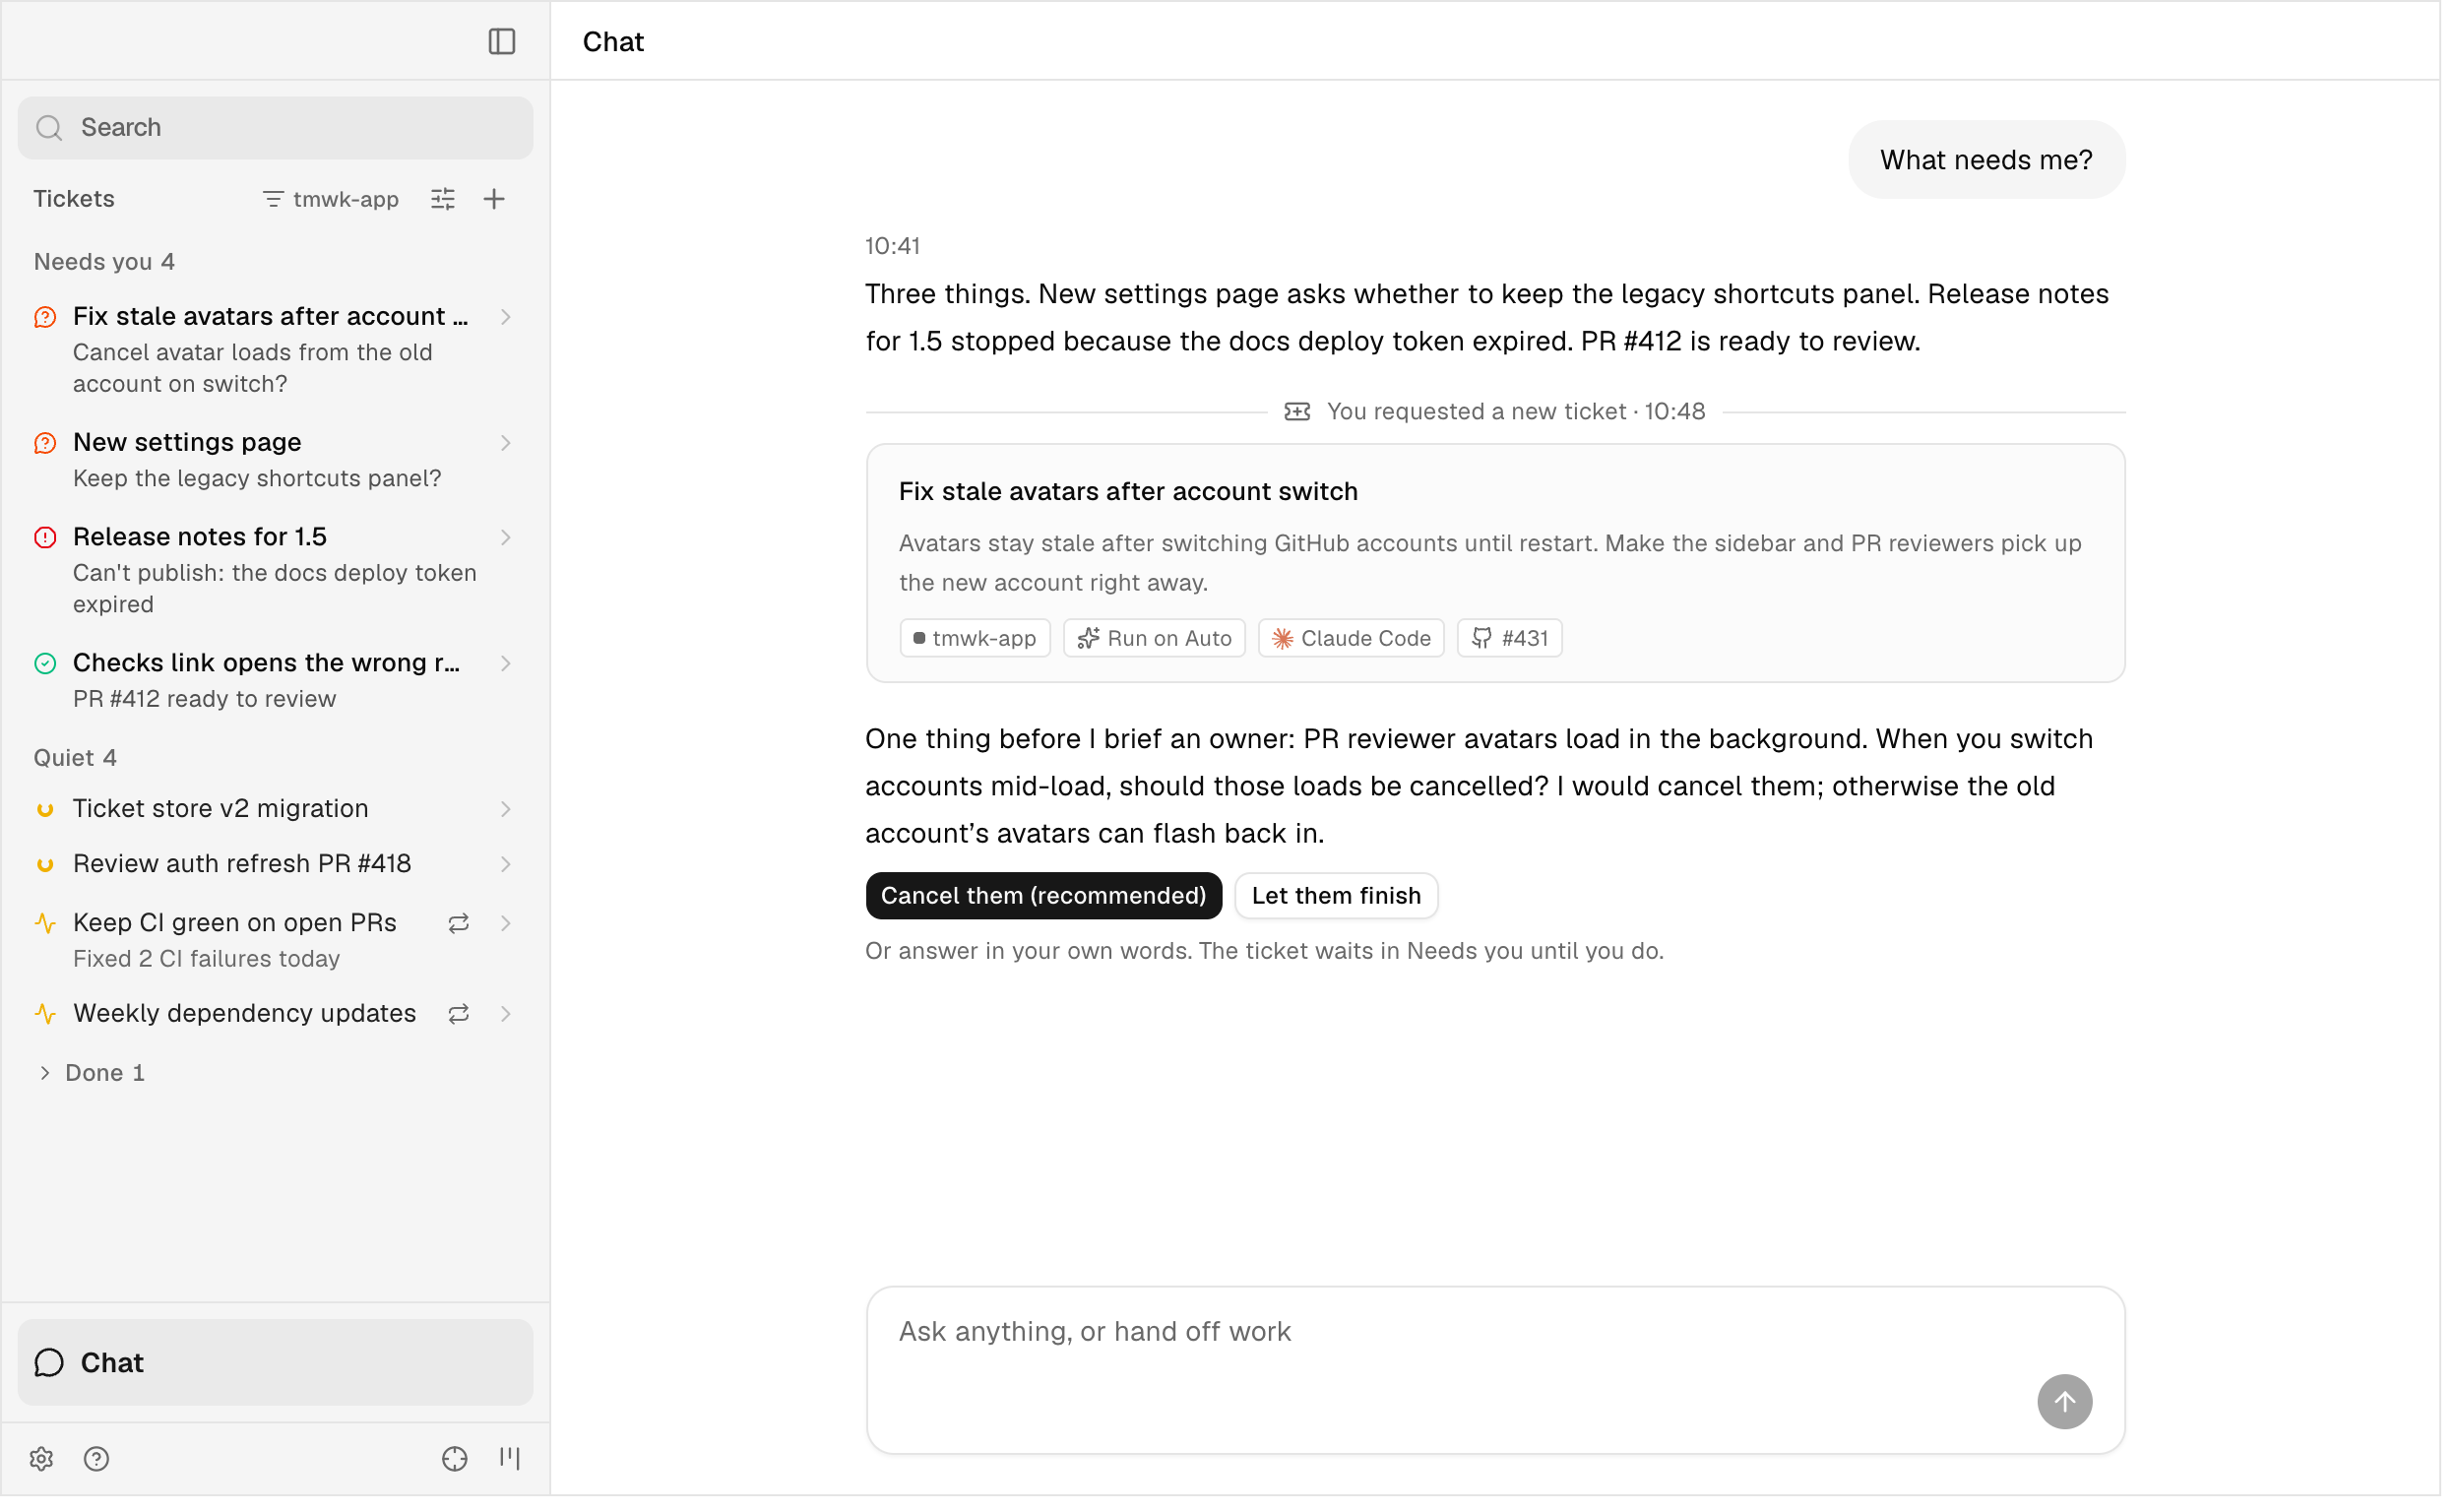 Search
Tickets
tmwk-app
Needs you 4
Fix stale avatars after account ...
Cancel avatar loads from the old
account on switch?
New settings page
Keep the legacy shortcuts panel?
Release notes for 1.5
Can't publish: the docs deploy token
expired
Checks link opens the wrong r...
PR #412 ready to review
Quiet 4
Ticket store v2 migration
Review auth refresh PR #418
Keep CI green on open PRs
Fixed 2 CI failures today
Weekly dependency updates
Done 1
Chat
Chat
What needs me?
10:41
Three things. New settings page asks whether to keep the legacy shortcuts panel. Release notes
for 1.5 stopped because the docs deploy token expired. PR #412 is ready to review.
You requested a new ticket · 10:48
Fix stale avatars after account switch
Avatars stay stale after switching GitHub accounts until restart. Make the sidebar and PR reviewers pick up
the new account right away.
tmwk-app Run on Auto Claude Code #431
One thing before I brief an owner: PR reviewer avatars load in the background. When you switch
accounts mid-load, should those loads be cancelled? I would cancel them; otherwise the old
account’s avatars can flash back in.
Cancel them (recommended) Let them finish
Or answer in your own words. The ticket waits in Needs you until you do.
Ask anything, or hand off work